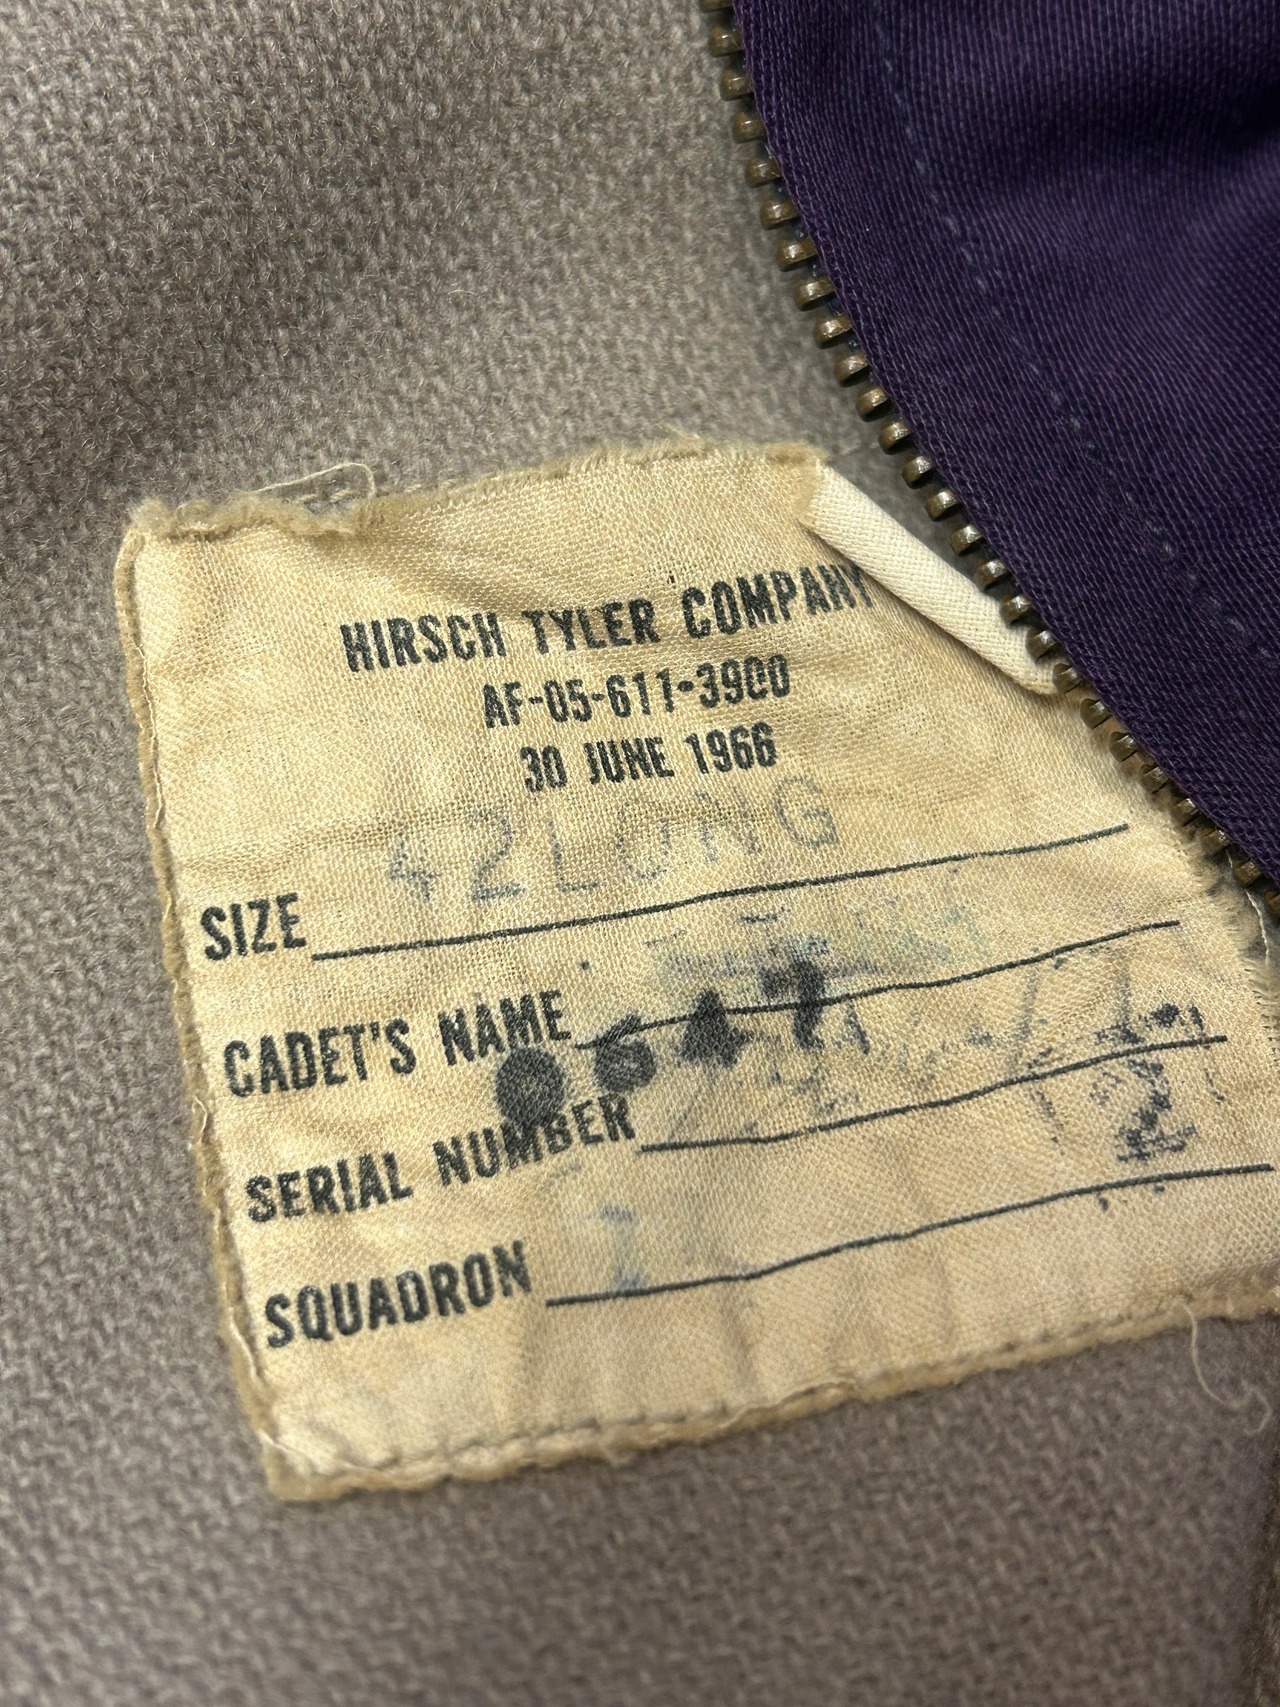 HIRSCH TYLER COMPANY
AF-05-611-3900
30 JUNE 1966
SIZE 42LONG
CADET'S NAME
SERIAL NUMBER
SQUADRON